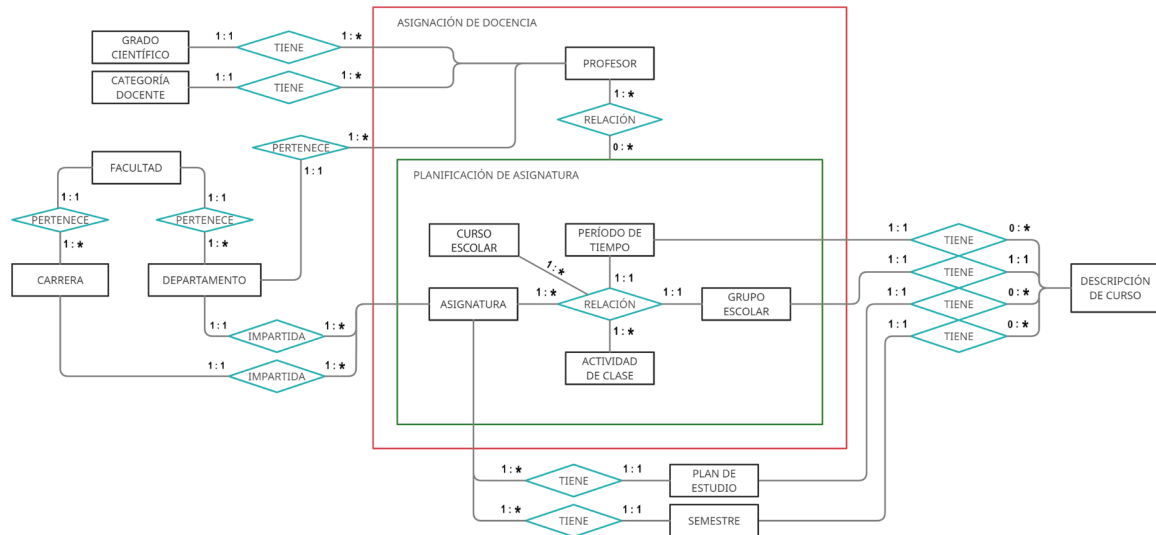 ASIGNACIÓN DE DOCENCIA
GRADO
CIENTÍFICO
1:1
TIENE
1:*
PROFESOR
CATEGORÍA
DOCENTE
1:1
TIENE
1:*
1:*
RELACIÓN
0:*
PERTENECE
1:*
1:1
FACULTAD
PLANIFICACIÓN DE ASIGNATURA
1:1
1:1
PERTENECE
PERTENECE
1:*
1:*
CARRERA
DEPARTAMENTO
CURSO
ESCOLAR
PERÍODO DE
TIEMPO
1:*
1:1
ASIGNATURA
1:*
RELACIÓN
1:1
GRUPO
ESCOLAR
1:*
ACTIVIDAD
DE CLASE
1:1
IMPARTIDA
1:*
1:1
IMPARTIDA
1:*
1:1
TIENE
0:*
1:1
TIENE
1:1
1:1
TIENE
0:*
1:1
TIENE
0:*
DESCRIPCIÓN
DE CURSO
1:*
TIENE
1:1
PLAN DE
ESTUDIO
1:*
TIENE
1:1
SEMESTRE